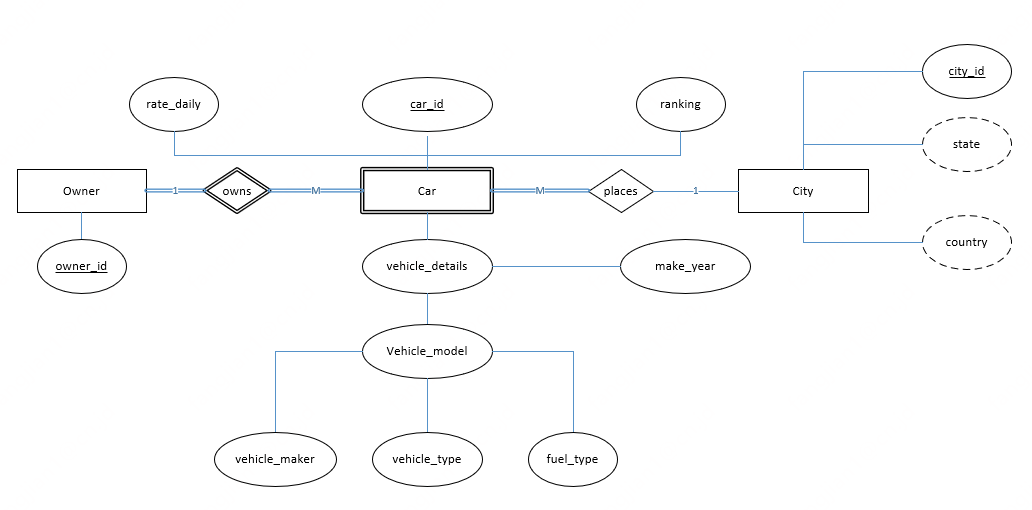 city_id
rate_daily
car_id
ranking
state
Owner
1
owns
M
Car
M
places
1
City
country
owner_id
vehicle_details
make_year
Vehicle_model
vehicle_maker
vehicle_type
fuel_type